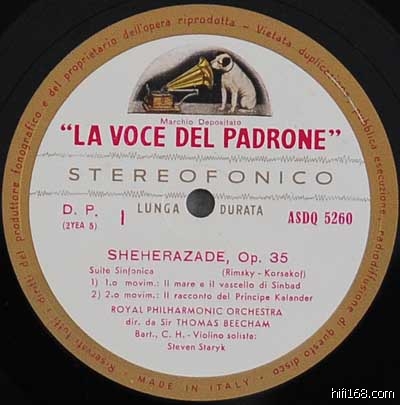 Riservati tutti i diritti del produttore fonografico e del proprietario dell'opera riprodotta - Vietata duplicazione, pubblica esecuzione, radiodiffusione di questo disco
Marchio Depositato
"LA VOCE DEL PADRONE"
STEREOFONICO
D. P. 1 LUNGA DURATA ASDQ 5260
(2YEA 5)
SHEHERAZADE, Op. 35
Suite Sinfonica (Rimsky - Korsakof)
1) 1.o movim.: Il mare e il vascello di Sinbad
2) 2.o movim.: Il racconto del Principe Kalander
ROYAL PHILHARMONIC ORCHESTRA
dir. da Sir THOMAS BEECHAM
Bart., C. H. - Violino solista:
Steven Staryk
MADE IN ITALY
hifi168.com